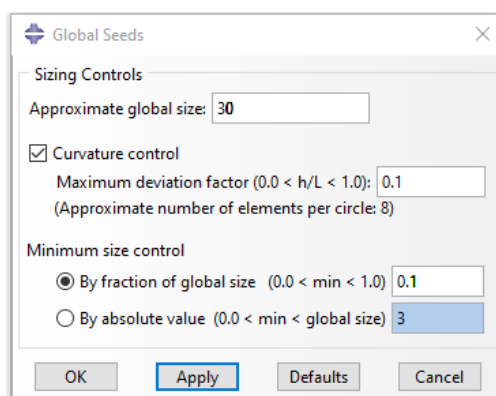 Global Seeds
Sizing Controls
Approximate global size: 30
Curvature control
Maximum deviation factor (0.0 < h/L < 1.0): 0.1
(Approximate number of elements per circle: 8)
Minimum size control
By fraction of global size (0.0 < min < 1.0) 0.1
By absolute value (0.0 < min < global size) 3
OK Apply Defaults Cancel